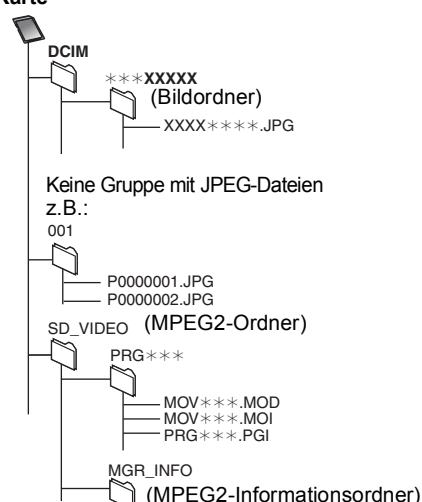 Karte
DCIM
∗∗∗XXXXX
(Bildordner)
XXXX∗∗∗∗.JPG
Keine Gruppe mit JPEG-Dateien
z.B.:
001
P0000001.JPG
P0000002.JPG
SD_VIDEO (MPEG2-Ordner)
PRG∗∗∗
MOV∗∗∗.MOD
MOV∗∗∗.MOI
PRG∗∗∗.PGI
MGR_INFO
(MPEG2-Informationsordner)